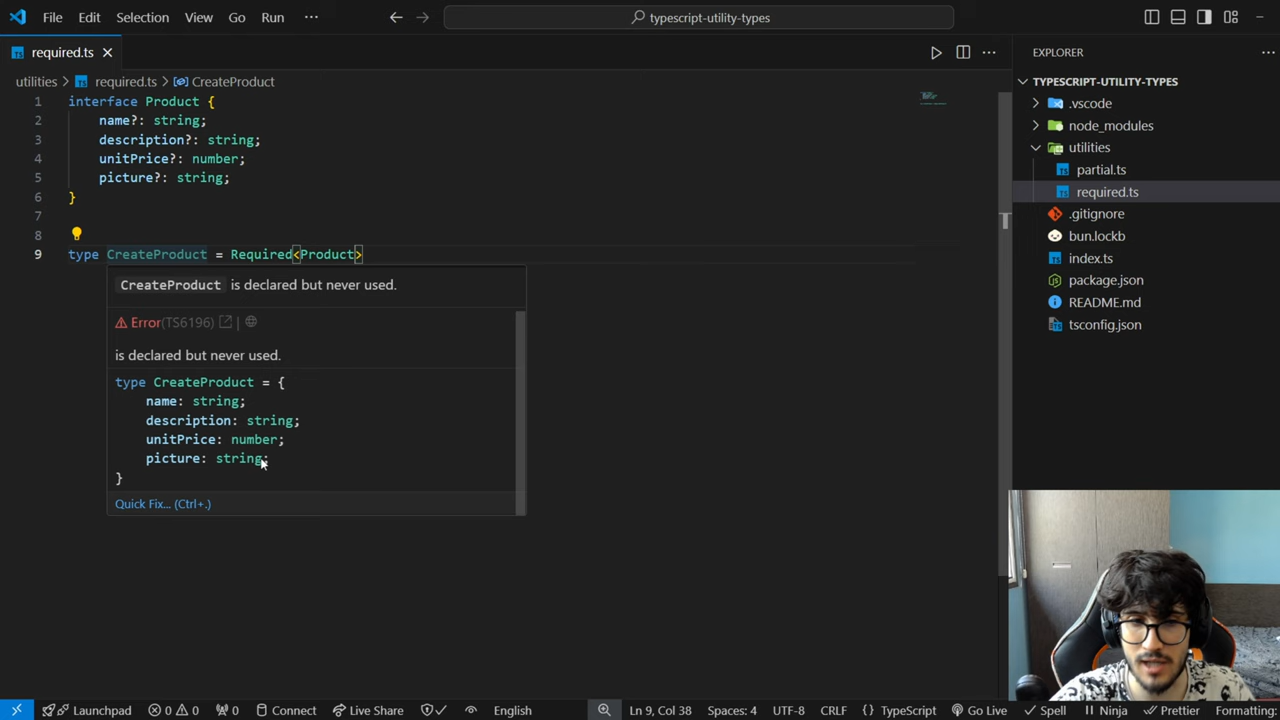 File Edit Selection View Go Run ··· typescript-utility-types
required.ts
utilities > required.ts > CreateProduct
1 interface Product {
2 name?: string;
3 description?: string;
4 unitPrice?: number;
5 picture?: string;
6 }
7
8
9 type CreateProduct = Required<Product>
CreateProduct is declared but never used.
Error(TS6196) |
is declared but never used.
type CreateProduct = {
name: string;
description: string;
unitPrice: number;
picture: string;
}
Quick Fix... (Ctrl+.)
EXPLORER
TYPESCRIPT-UTILITY-TYPES
.vscode
node_modules
utilities
partial.ts
required.ts
.gitignore
bun.lockb
index.ts
package.json
README.md
tsconfig.json
Launchpad 0 0 0 Connect Live Share English Ln 9, Col 38 Spaces: 4 UTF-8 CRLF TypeScript Go Live Spell Ninja Prettier Formatting: